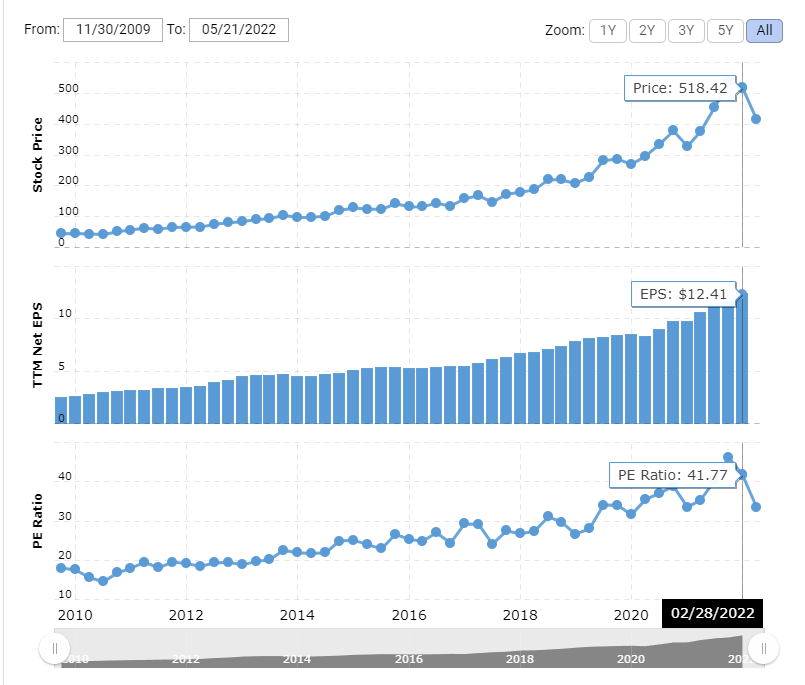 From: 11/30/2009 To: 05/21/2022 Zoom: 1Y 2Y 3Y 5Y All
Stock Price
500
400
300
200
100
0
Price: 518.42
TTM Net EPS
10
5
0
EPS: $12.41
PE Ratio
40
30
20
10
PE Ratio: 41.77
2010 2012 2014 2016 2018 2020 02/28/2022
2010 2012 2014 2016 2018 2020